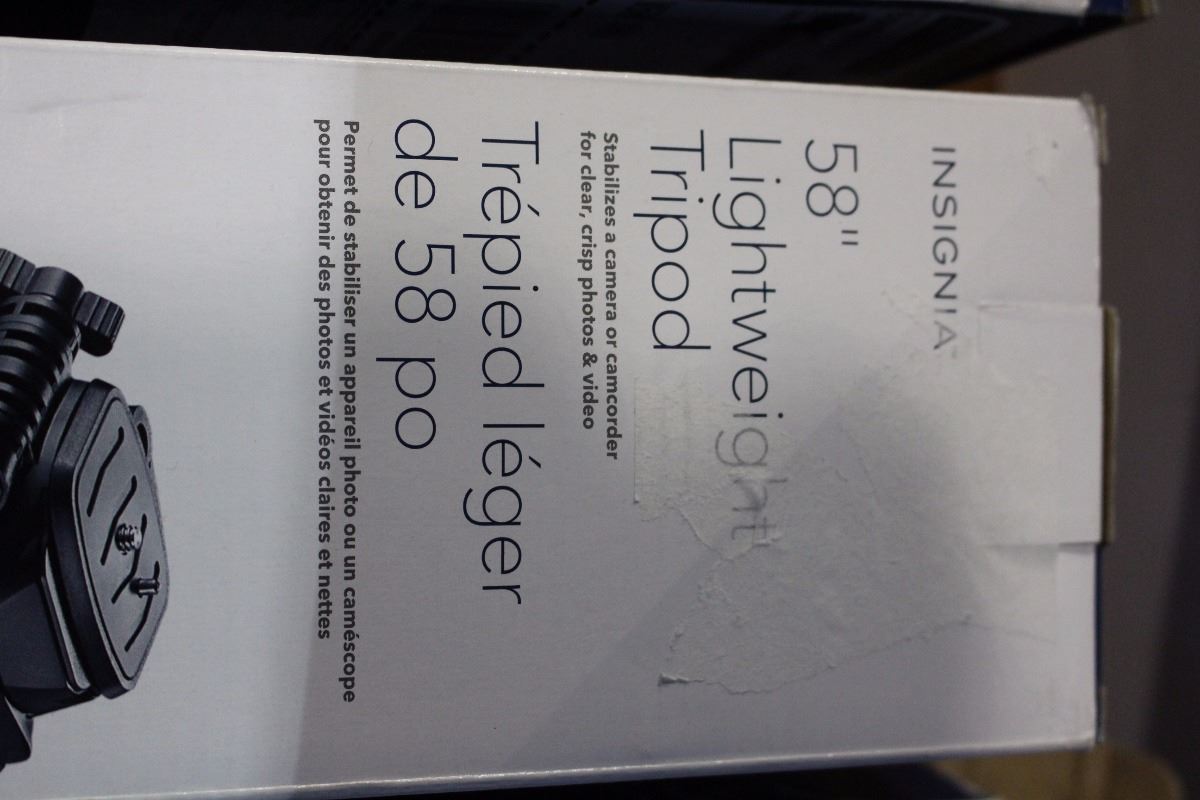 INSIGNIA™
58"
Lightweight
Tripod
Stabilizes a camera or camcorder
for clear, crisp photos & video
Trépied léger
de 58 po
Permet de stabiliser un appareil photo ou un caméscope
pour obtenir des photos et vidéos claires et nettes